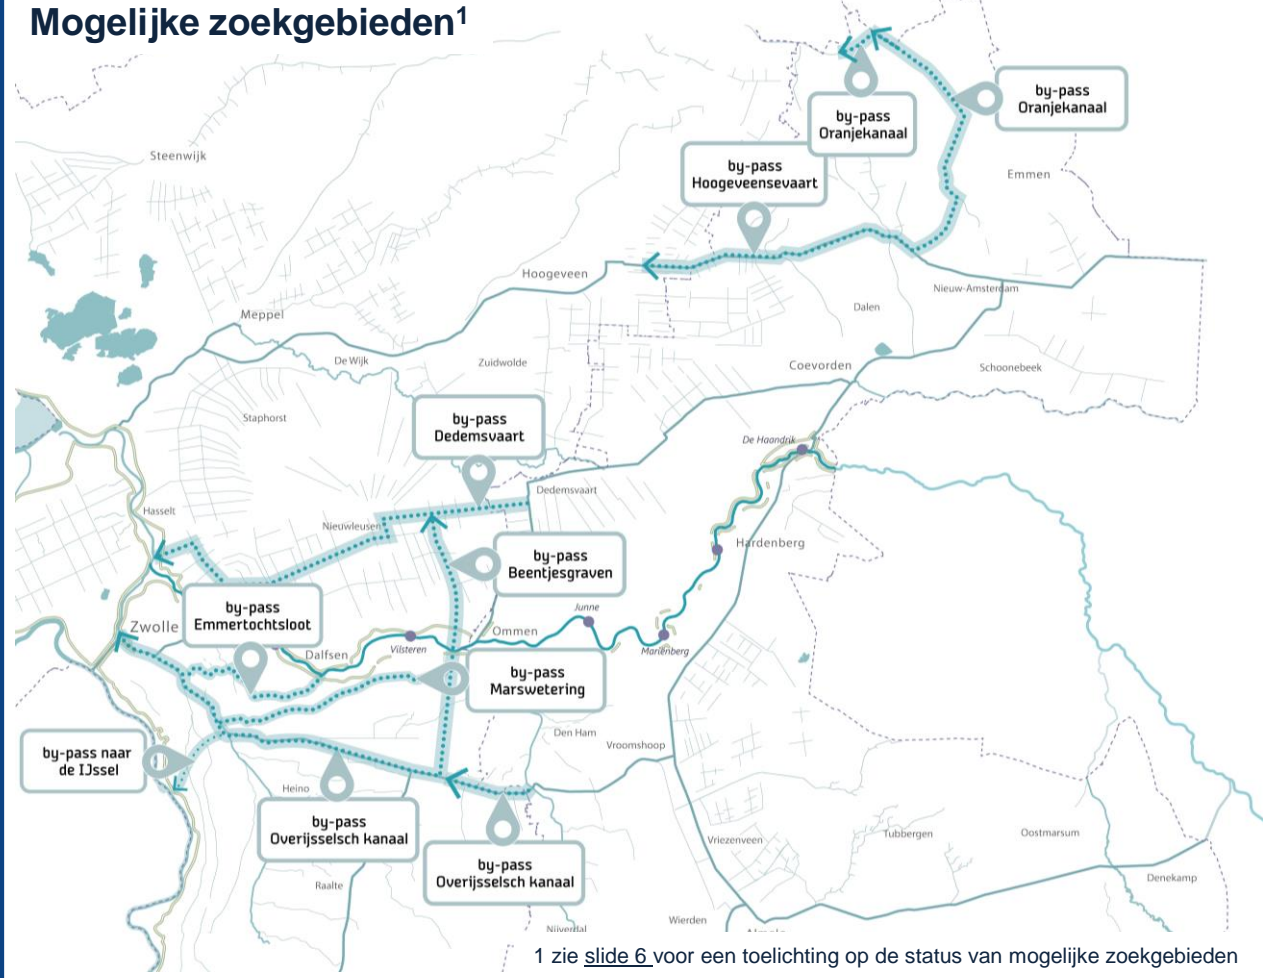 Mogelijke zoekgebieden¹
by-pass
Oranjekanaal
by-pass
Oranjekanaal
Steenwijk
by-pass
Hoogeveensevaart
Emmen
Hoogeveen
Nieuw-Amsterdam
Dalen
Meppel
De Wijk
Zuidwolde
Coevorden
Schoonebeek
Staphorst
by-pass
Dedemsvaart
De Haandrik
Dedemsvaart
Hasselt
Nieuwleusen
Hardenberg
by-pass
Beentjesgraven
by-pass
Emmertochtsloot
Zwolle
Junne
Ommen
Vilsteren
Mariënberg
Dalfsen
by-pass
Marswetering
Den Ham
Vroomshoop
by-pass naar
de IJssel
Heino
by-pass
Overijsselsch kanaal
by-pass
Overijsselsch kanaal
Vriezenveen
Tubbergen
Oostmarsum
Denekamp
Raalte
Wierden
Nijverdal
1 zie slide 6 voor een toelichting op de status van mogelijke zoekgebieden